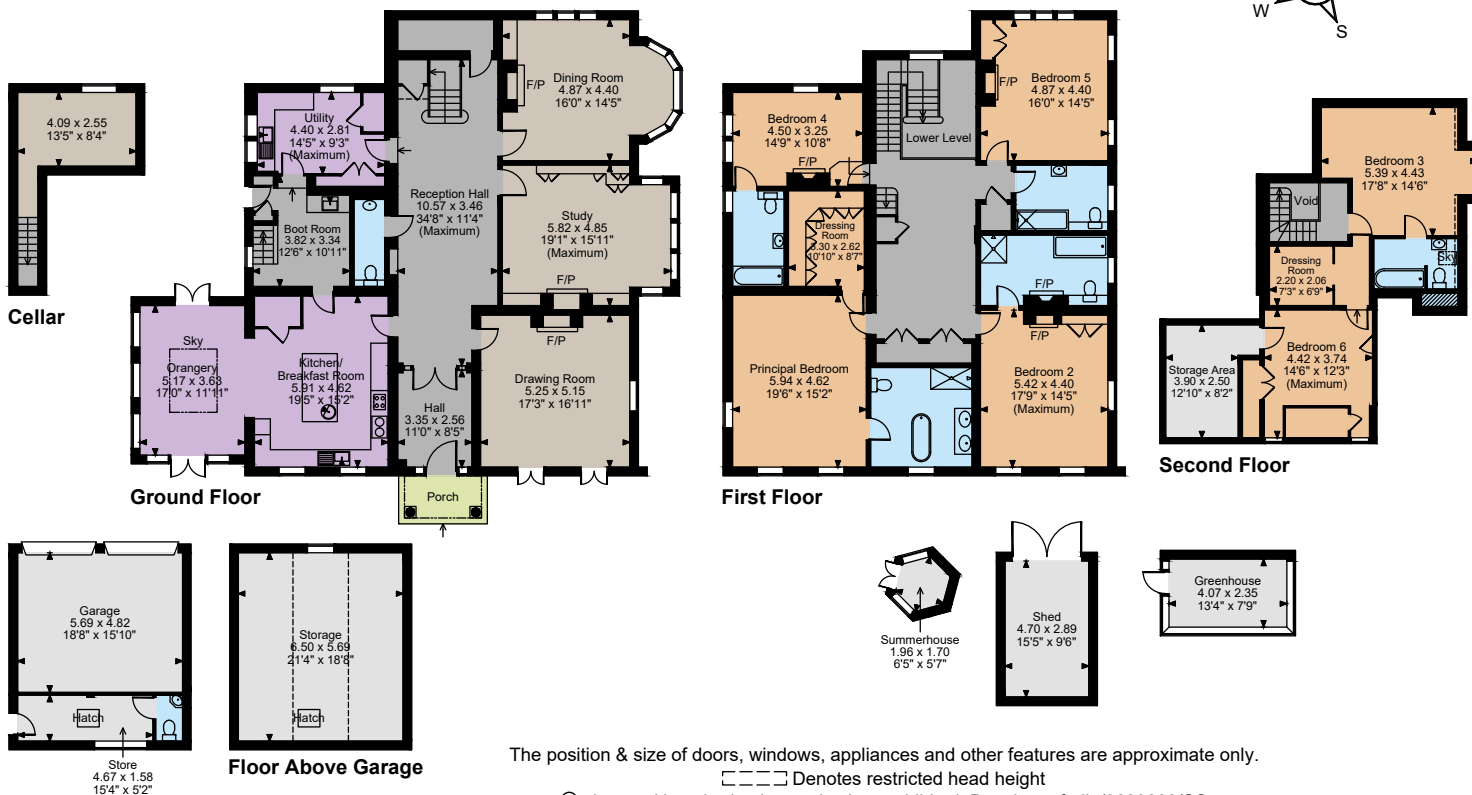 W
S
4.09 x 2.55
13'5" x 8'4"
Cellar
Utility
4.40 x 2.81
14'5" x 9'3"
(Maximum)
Boot Room
3.82 x 3.34
12'6" x 10'11"
Sky
Orangery
5.17 x 3.63
17'0" x 11'11"
Kitchen/
Breakfast Room
5.91 x 4.62
19'5" x 15'2"
Reception Hall
10.57 x 3.46
34'8" x 11'4"
(Maximum)
Hall
3.35 x 2.56
11'0" x 8'5"
Porch
Dining Room
4.87 x 4.40
16'0" x 14'5"
F/P
Study
5.82 x 4.85
19'1" x 15'11"
(Maximum)
F/P
F/P
Drawing Room
5.25 x 5.15
17'3" x 16'11"
Ground Floor
Bedroom 4
4.50 x 3.25
14'9" x 10'8"
F/P
Lower Level
F/P
Bedroom 5
4.87 x 4.40
16'0" x 14'5"
Dressing
Room
3.30 x 2.62
10'10" x 8'7"
F/P
F/P
Principal Bedroom
5.94 x 4.62
19'6" x 15'2"
Bedroom 2
5.42 x 4.40
17'9" x 14'5"
(Maximum)
First Floor
Bedroom 3
5.39 x 4.43
17'8" x 14'6"
Void
Sky
Dressing
Room
2.20 x 2.06
7'3" x 6'9"
Bedroom 6
4.42 x 3.74
14'6" x 12'3"
(Maximum)
Storage Area
3.90 x 2.50
12'10" x 8'2"
Second Floor
Garage
5.69 x 4.82
18'8" x 15'10"
Hatch
Store
4.67 x 1.58
15'4" x 5'2"
Storage
6.50 x 5.69
21'4" x 18'8"
Hatch
Floor Above Garage
Summerhouse
1.96 x 1.70
6'5" x 5'7"
Shed
4.70 x 2.89
15'5" x 9'6"
Greenhouse
4.07 x 2.35
13'4" x 7'9"
The position & size of doors, windows, appliances and other features are approximate only.
Denotes restricted head height